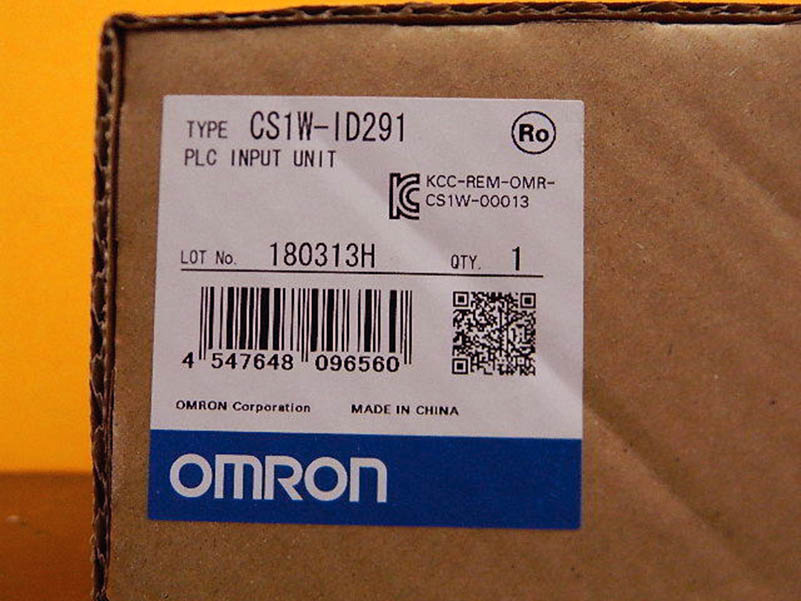 TYPE CS1W-ID291
Ro
PLC INPUT UNIT
KCC-REM-OMR-
CS1W-00013
LOT No. 180313H QTY. 1
4 547648 096560
OMRON Corporation MADE IN CHINA
OMRON